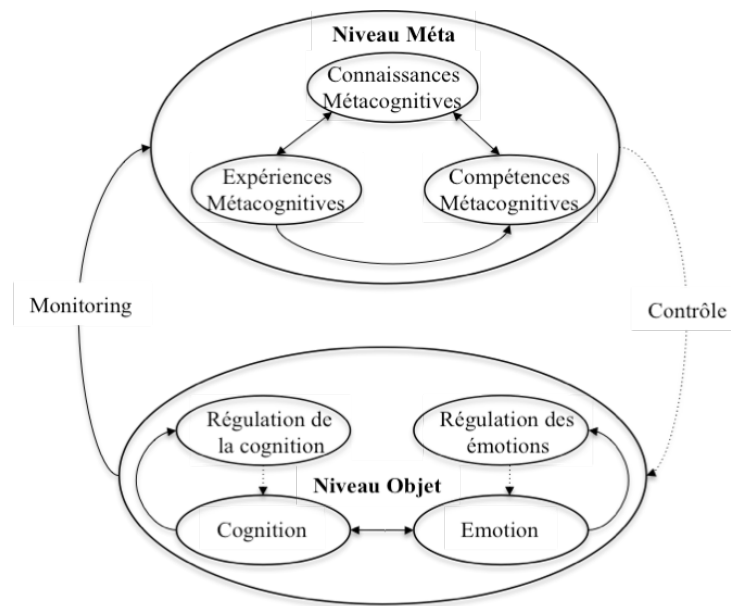 Niveau Méta
Connaissances
Métacognitives
Expériences
Métacognitives
Compétences
Métacognitives
Monitoring
Contrôle
Régulation de
la cognition
Régulation des
émotions
Niveau Objet
Cognition
Emotion